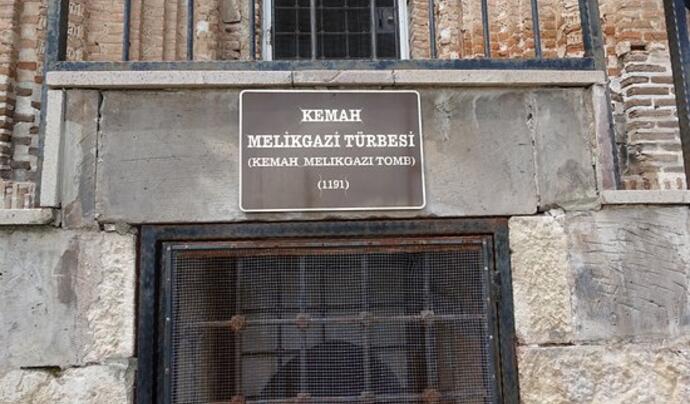 KEMAH
MELİKGAZİ TÜRBESİ
(KEMAH MELIKGAZI TOMB)
(1191)